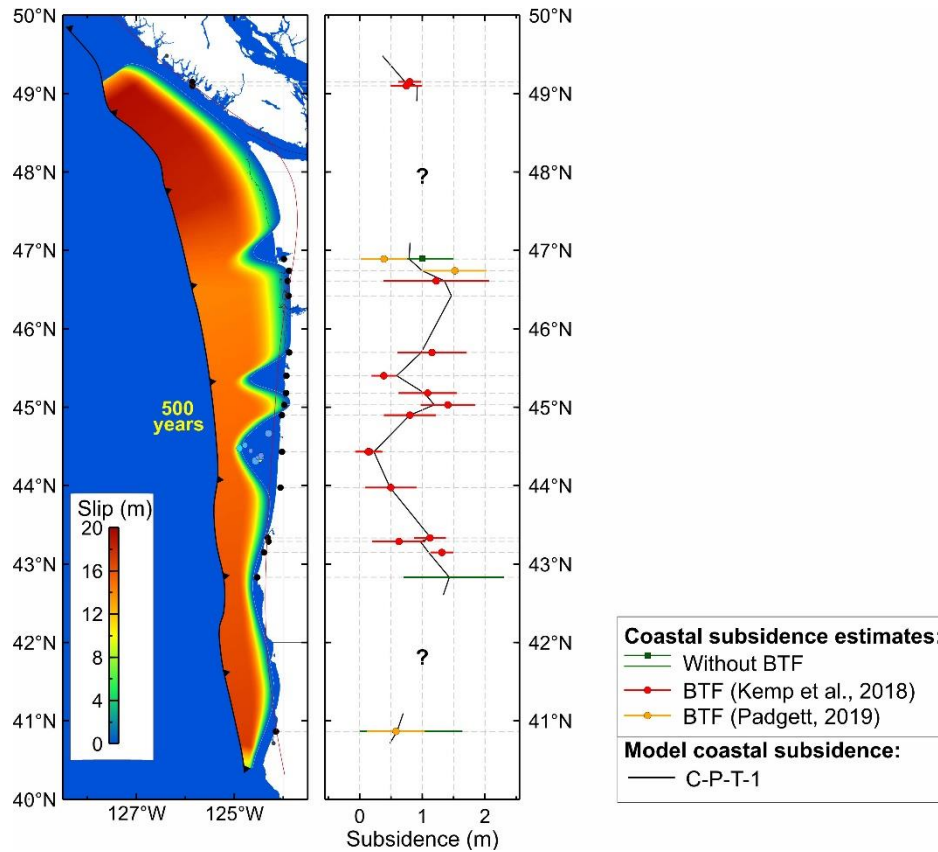 50°N
49°N
48°N
47°N
46°N
45°N
44°N
43°N
42°N
41°N
40°N
500
years
Slip (m)
20
16
12
8
4
0
127°W
125°W
?
?
0
1
2
Subsidence (m)
50°N
49°N
48°N
47°N
46°N
45°N
44°N
43°N
42°N
41°N
40°N
Coastal subsidence estimates:
Without BTF
BTF (Kemp et al., 2018)
BTF (Padgett, 2019)
Model coastal subsidence:
C-P-T-1